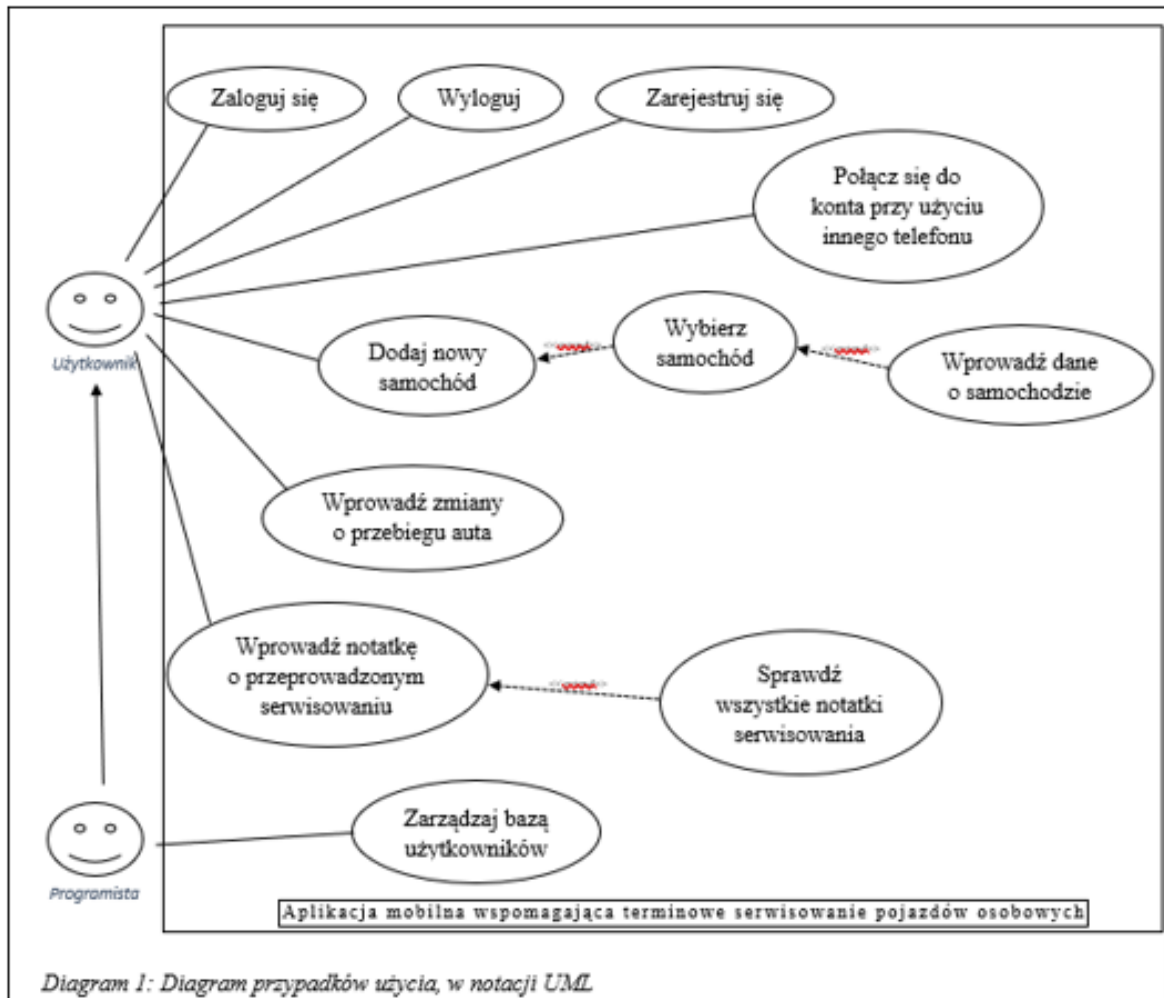 Zaloguj się
Wyloguj
Zarejestruj się
Połącz się do
konta przy użyciu
innego telefonu
Użytkownik
Dodaj nowy
samochód
Wybierz
samochód
Wprowadź dane
o samochodzie
Wprowadź zmiany
o przebiegu auta
Wprowadź notatkę
o przeprowadzonym
serwisowaniu
Sprawdź
wszystkie notatki
serwisowania
Programista
Zarządzaj bazą
użytkowników
Aplikacja mobilna wspomagająca terminowe serwisowanie pojazdów osobowych
Diagram 1: Diagram przypadków użycia, w notacji UML